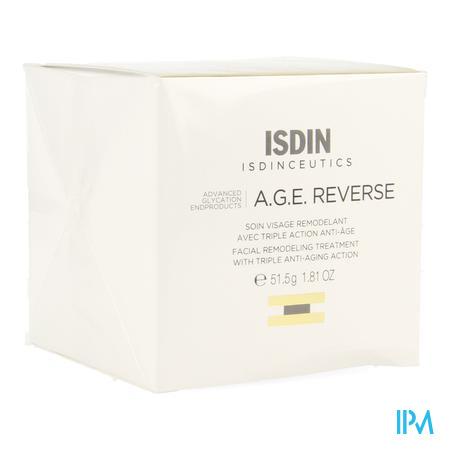 ISDIN
ISDINCEUTICS
ADVANCED
GLYCATION
ENDPRODUCTS
A.G.E. REVERSE
SOIN VISAGE REMODELANT
AVEC TRIPLE ACTION ANTI-ÂGE
FACIAL REMODELING TREATMENT
WITH TRIPLE ANTI-AGING ACTION
℮ 51.5g 1.81 OZ
IPM